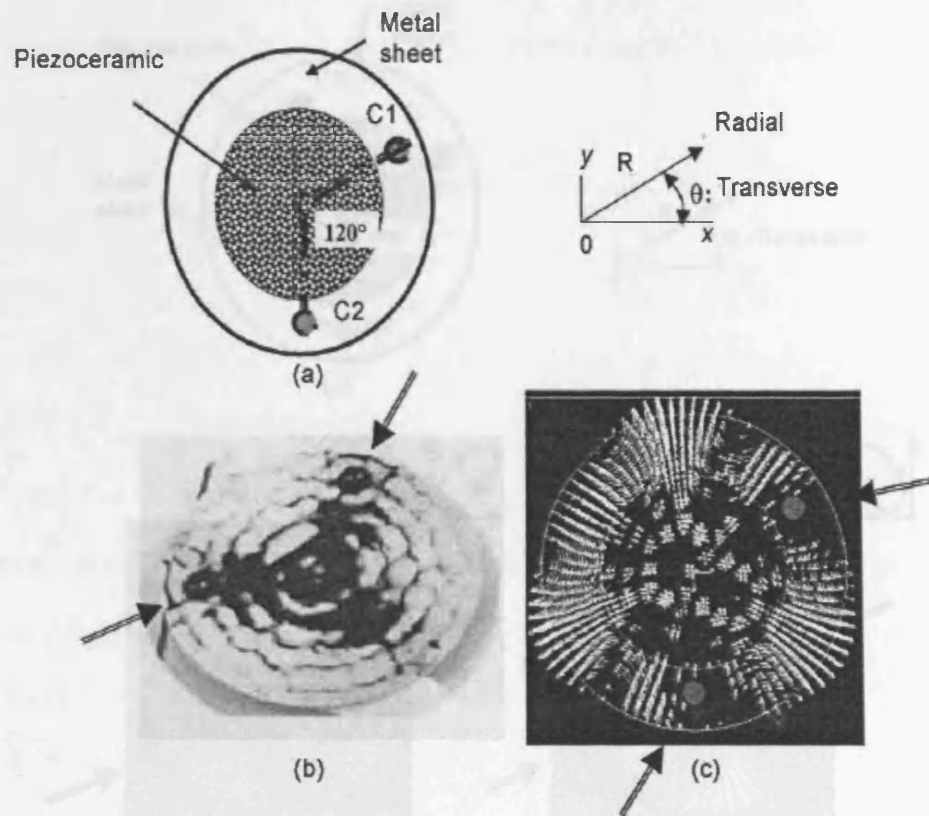 Metal
sheet
Piezoceramic
C1
120°
C2
(a)
Radial
y
R
θ:
Transverse
0
x
(b)
(c)